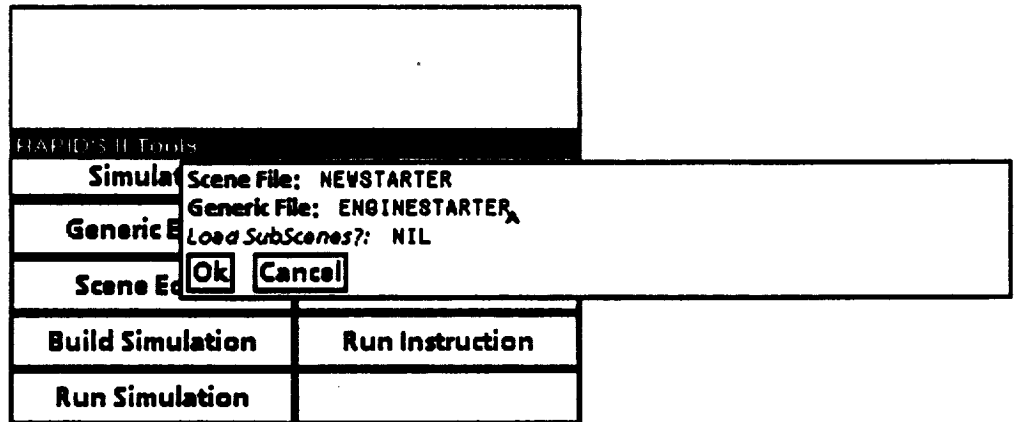 RAPIDS II Tools
Simulat
Scene File: NEWSTARTER
Generic File: ENGINESTARTER
Generic E
Load SubScenes?: NIL
Scene Ed
Ok Cancel
Build Simulation Run Instruction
Run Simulation